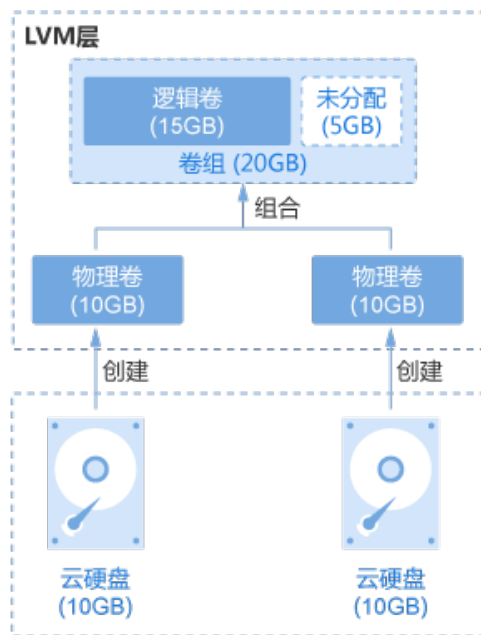 LVM层
逻辑卷
(15GB)
未分配
(5GB)
卷组 (20GB)
组合
物理卷
(10GB)
物理卷
(10GB)
创建
创建
云硬盘
(10GB)
云硬盘
(10GB)